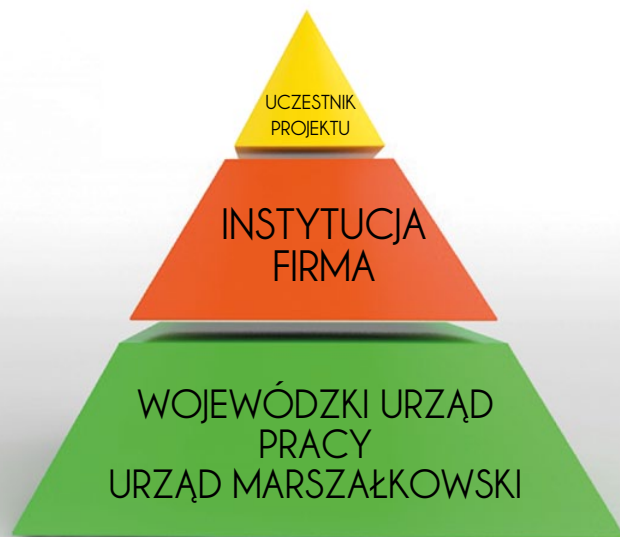 UCZESTNIK
PROJEKTU
INSTYTUCJA
FIRMA
WOJEWÓDZKI URZĄD
PRACY
URZĄD MARSZAŁKOWSKI